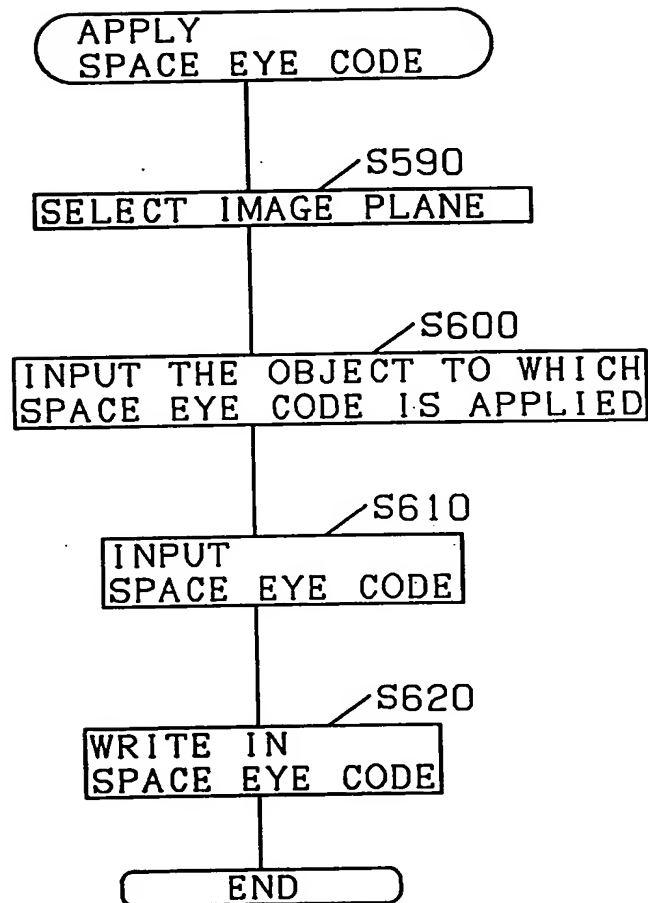 APPLY
SPACE EYE CODE
S590
SELECT IMAGE PLANE
S600
INPUT THE OBJECT TO WHICH
SPACE EYE CODE IS APPLIED
S610
INPUT
SPACE EYE CODE
S620
WRITE IN
SPACE EYE CODE
END